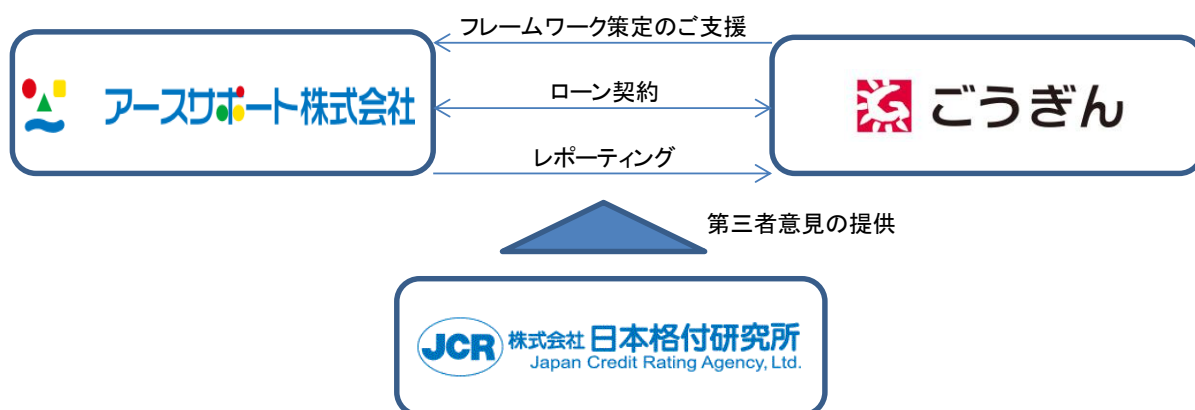 フレームワーク策定のご支援
アースサポート株式会社
ローン契約
ごうぎん
レポーティング
第三者意見の提供
JCR 株式会社 日本格付研究所
Japan Credit Rating Agency, Ltd.